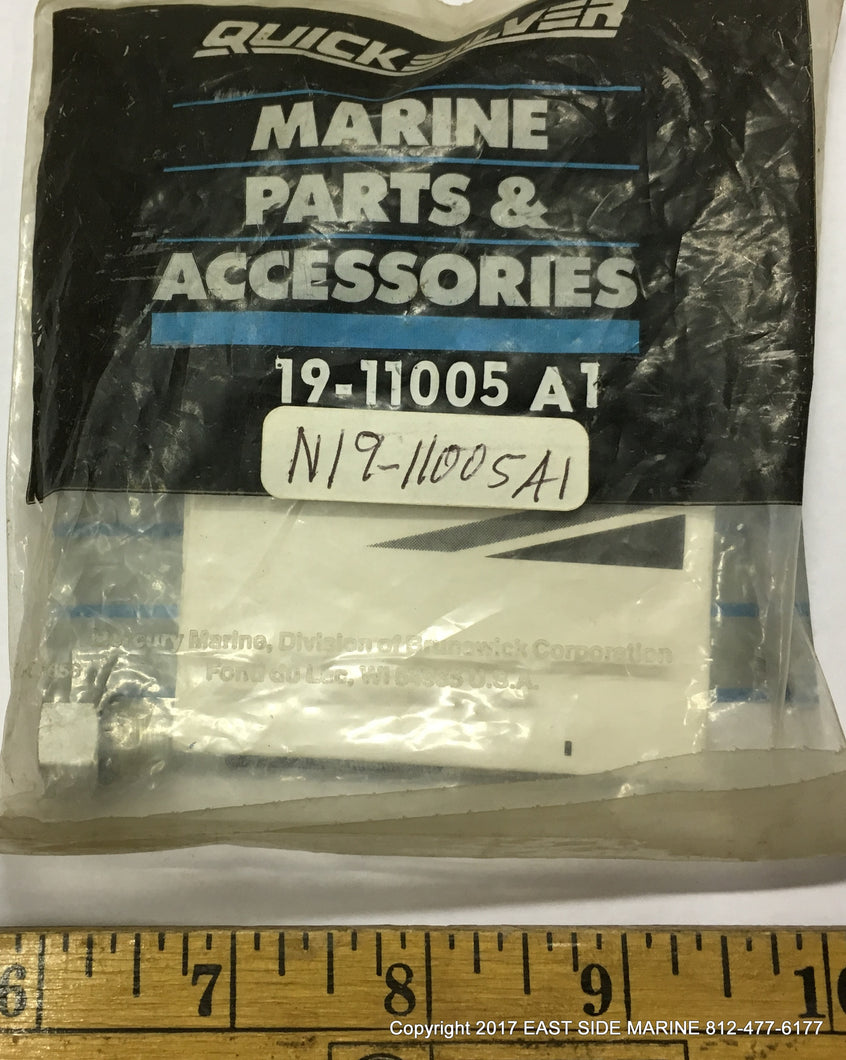 QUICKSILVER
MARINE
PARTS &
ACCESSORIES
19-11005 A1
N19-11005A1
Mercury Marine, Division of Brunswick Corporation
Fond du Lac, WI 54935 U.S.A.
6 7 8 9 10
Copyright 2017 EAST SIDE MARINE 812-477-6177